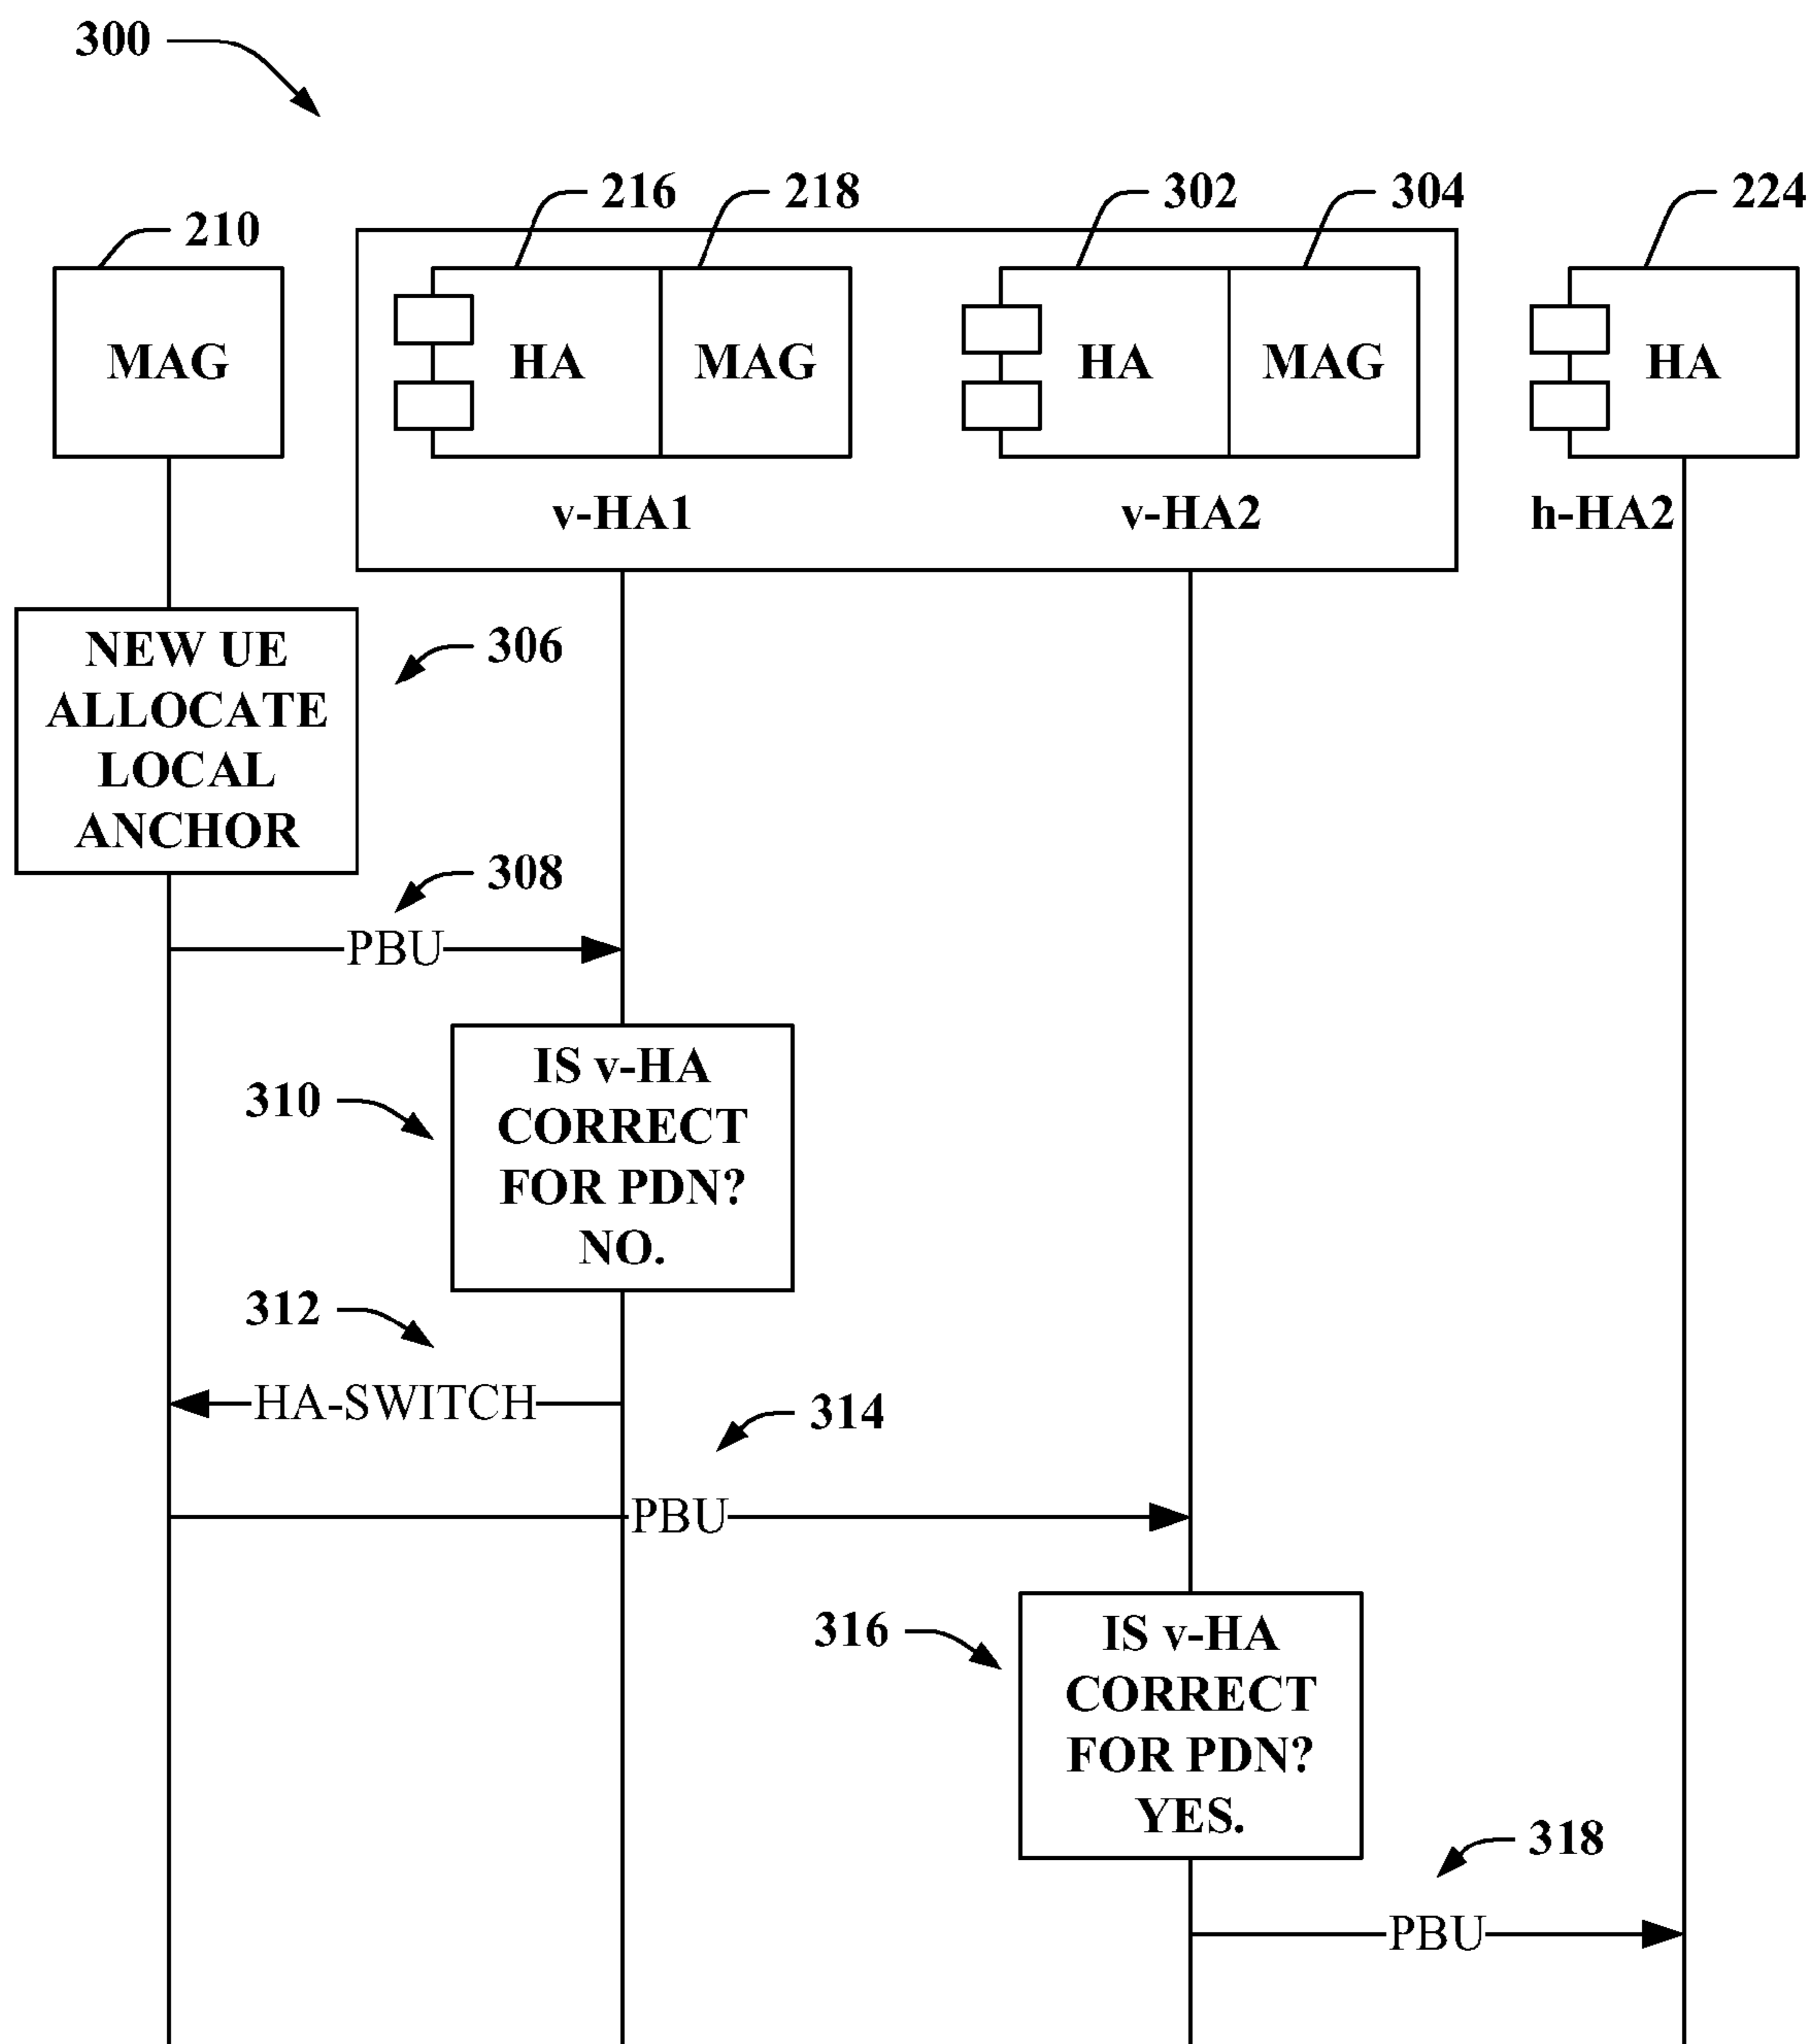 300
216
218
302
304
224
210
MAG
HA
MAG
HA
MAG
HA
v-HA1
v-HA2
h-HA2
NEW UE
ALLOCATE
LOCAL
ANCHOR
306
308
PBU
IS v-HA
CORRECT
FOR PDN?
NO.
310
312
HA-SWITCH
314
PBU
316
IS v-HA
CORRECT
FOR PDN?
YES.
318
PBU